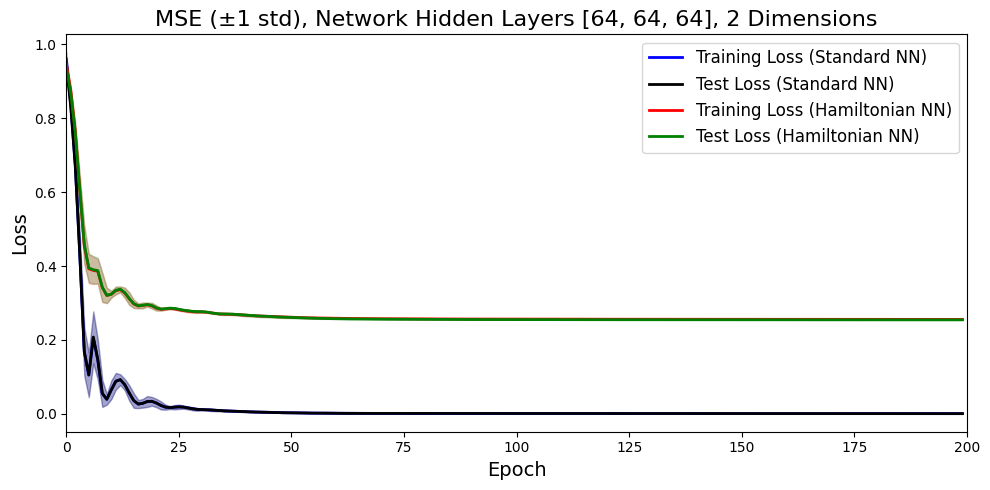 MSE (±1 std), Network Hidden Layers [64, 64, 64], 2 Dimensions
Training Loss (Standard NN)
Test Loss (Standard NN)
Training Loss (Hamiltonian NN)
Test Loss (Hamiltonian NN)
Loss
1.0
0.8
0.6
0.4
0.2
0.0
0 25 50 75 100 125 150 175 200
Epoch